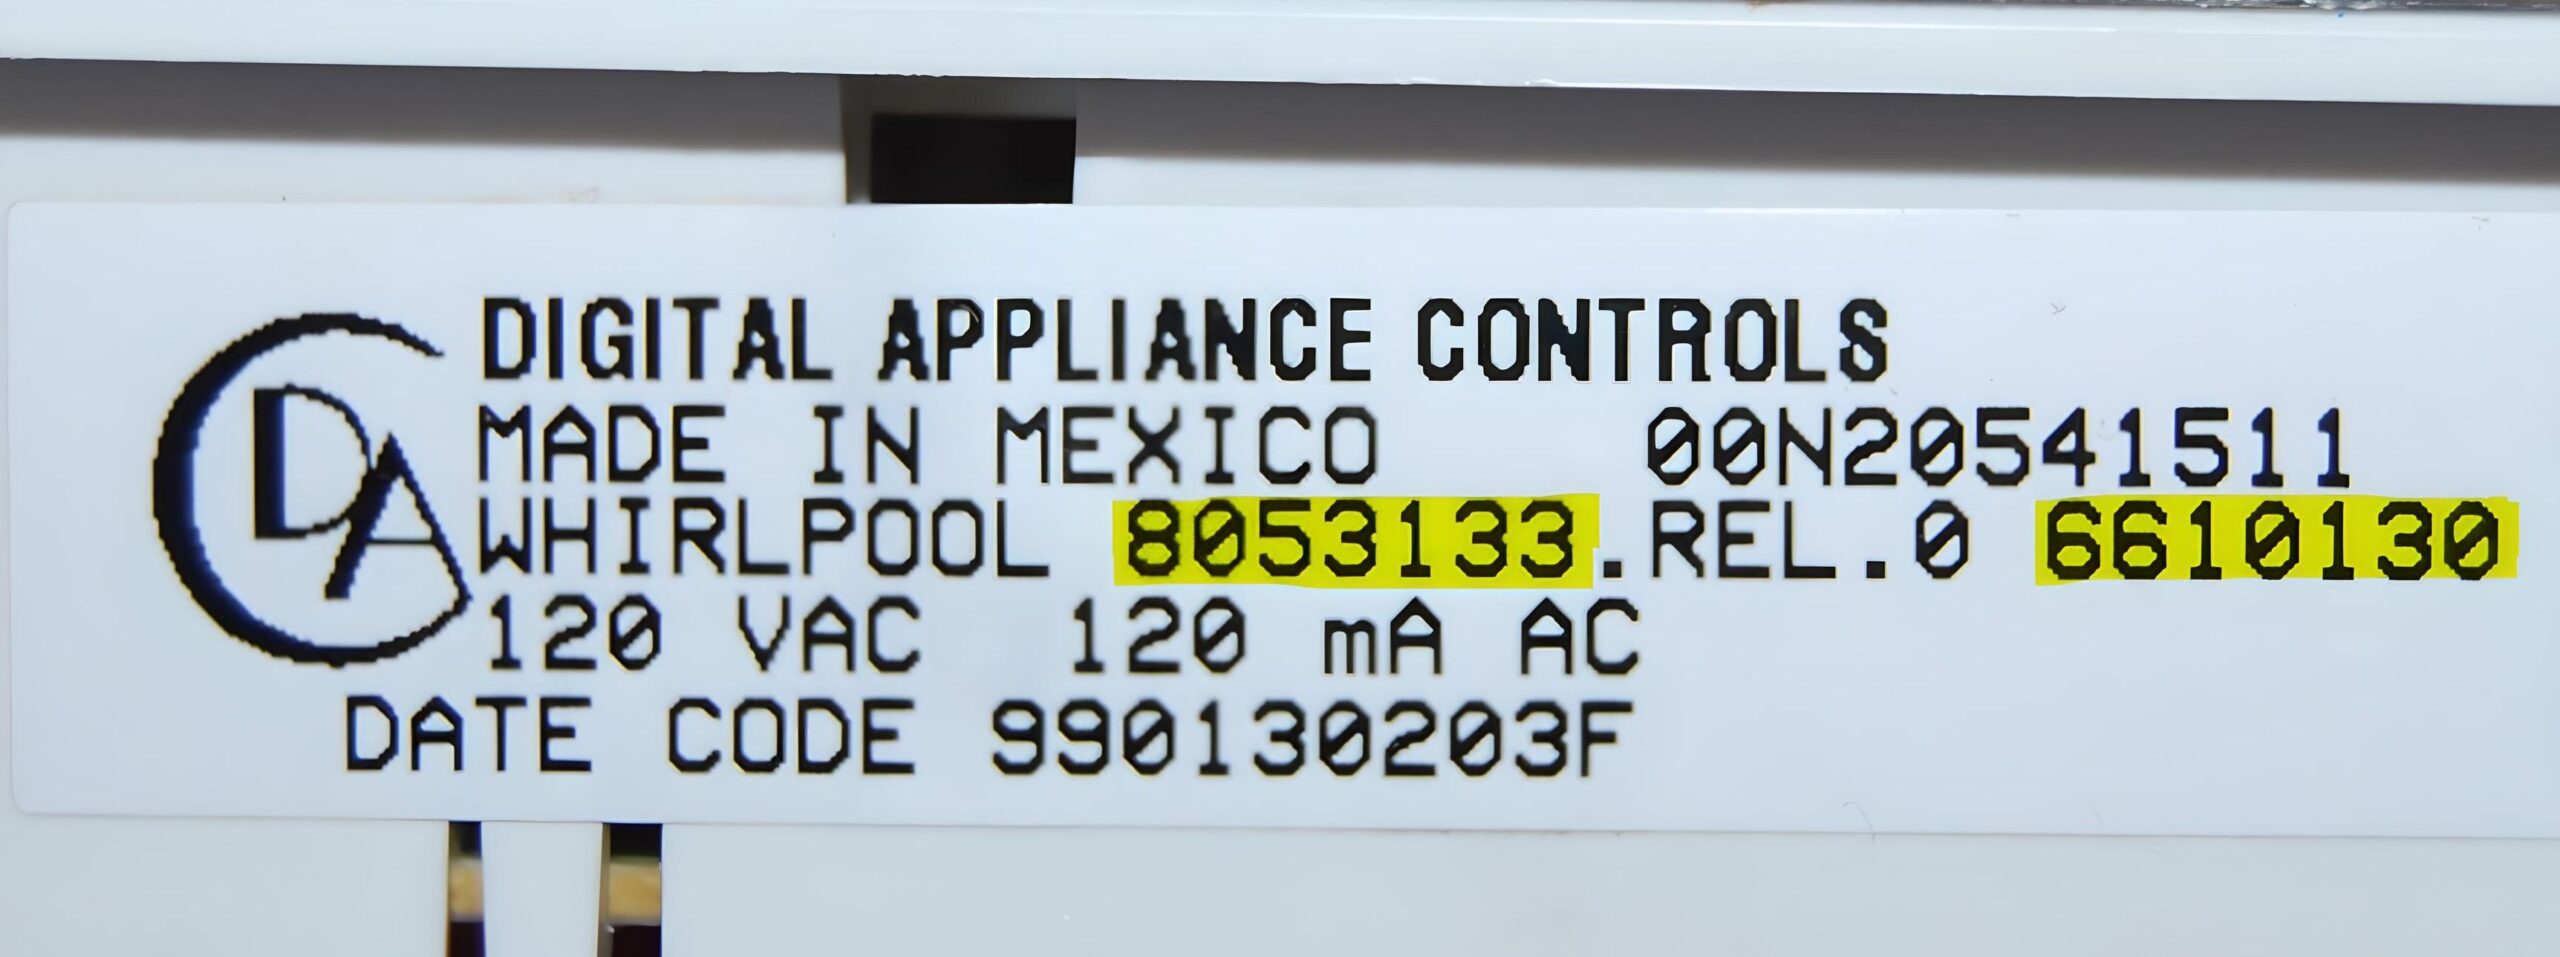 DA
DIGITAL APPLIANCE CONTROLS
MADE IN MEXICO 00N20541511
WHIRLPOOL 8053133.REL.0 6610130
120 VAC 120 mA AC
DATE CODE 990130203F